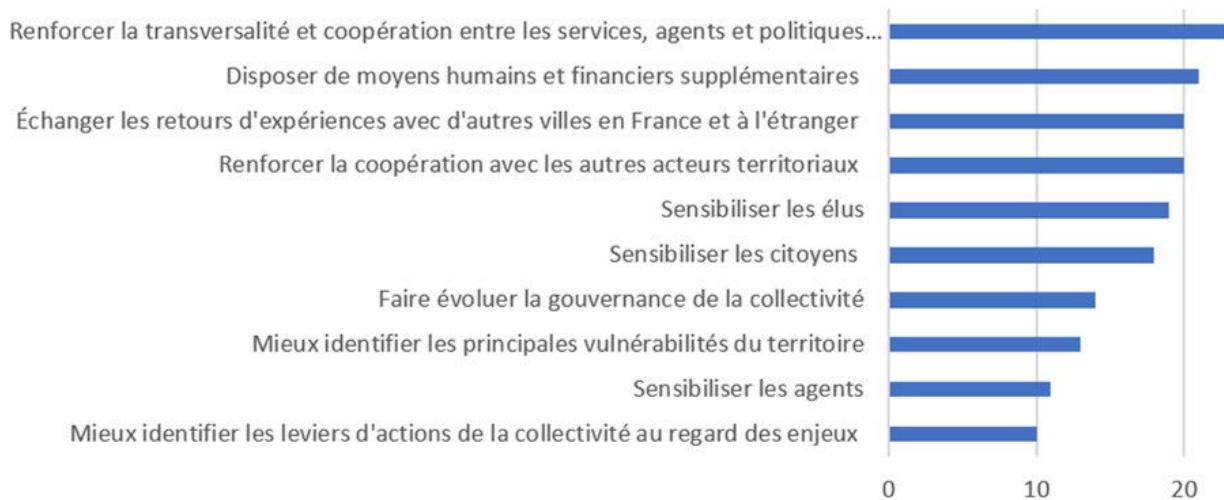 Renforcer la transversalité et coopération entre les services, agents et politiques...
Disposer de moyens humains et financiers supplémentaires
Échanger les retours d'expériences avec d'autres villes en France et à l'étranger
Renforcer la coopération avec les autres acteurs territoriaux
Sensibiliser les élus
Sensibiliser les citoyens
Faire évoluer la gouvernance de la collectivité
Mieux identifier les principales vulnérabilités du territoire
Sensibiliser les agents
Mieux identifier les leviers d'actions de la collectivité au regard des enjeux
0 10 20